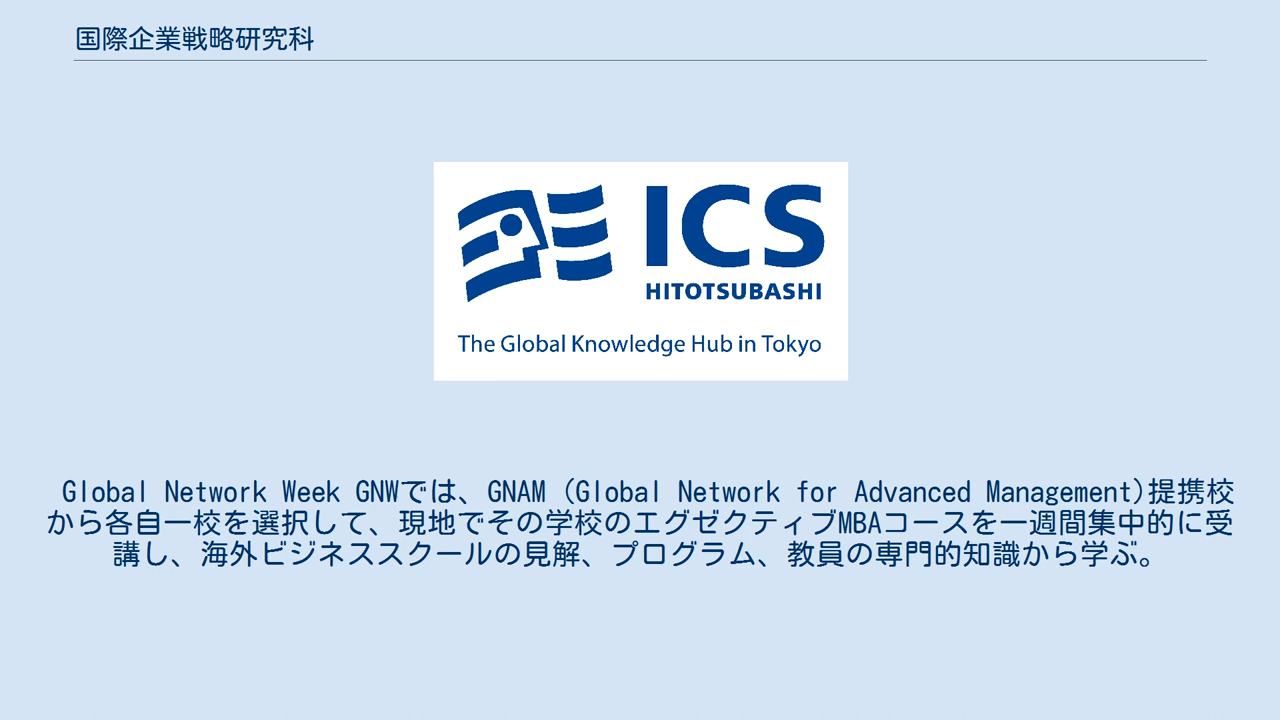 国際企業戦略研究科
ICS
HITOTSUBASHI
The Global Knowledge Hub in Tokyo
Global Network Week GNWでは、GNAM (Global Network for Advanced Management)提携校
から各自一校を選択して、現地でその学校のエグゼクティブMBAコースを一週間集中的に受
講し、海外ビジネススクールの見解、プログラム、教員の専門的知識から学ぶ。